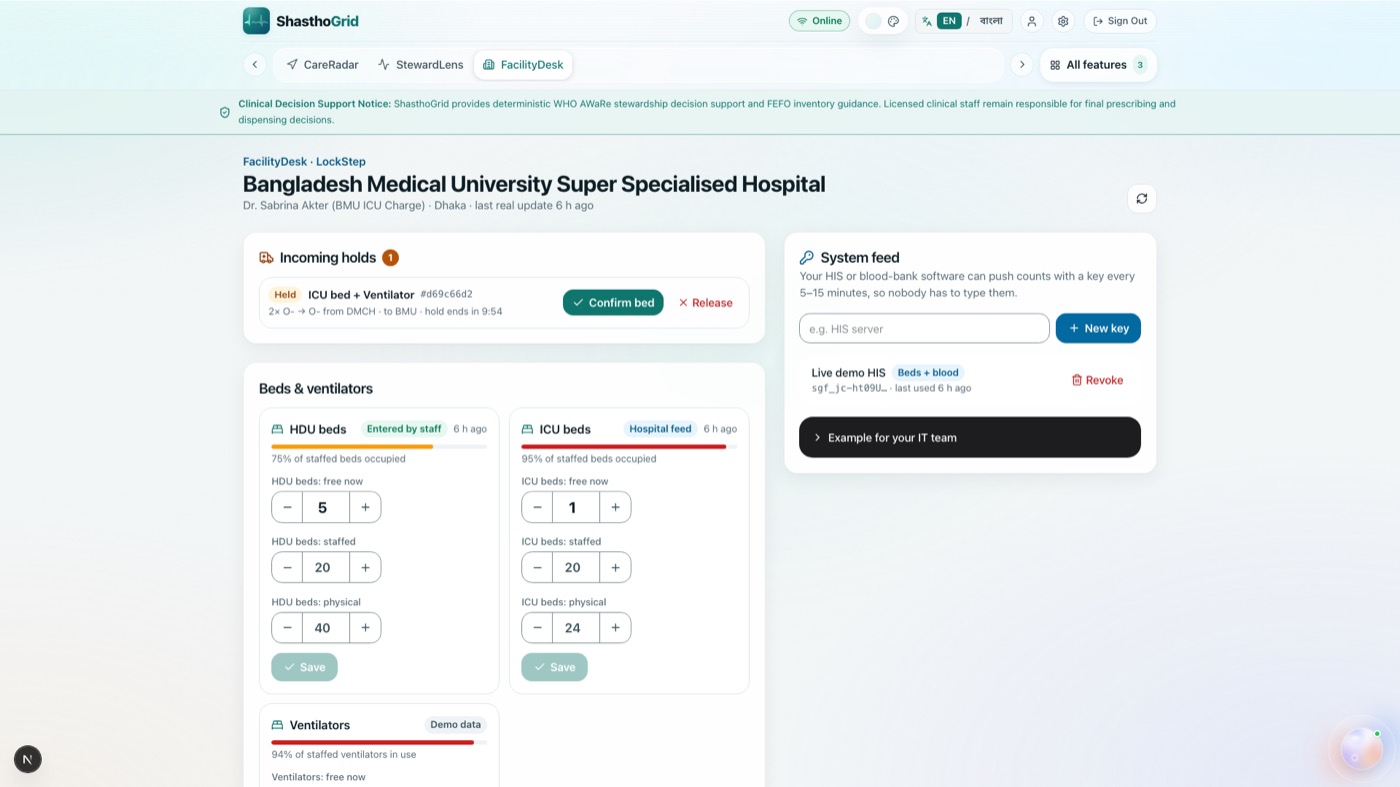 ShasthoGrid
Online
EN / বাংলা
Sign Out
CareRadar
StewardLens
FacilityDesk
All features 3
Clinical Decision Support Notice: ShasthoGrid provides deterministic WHO AWaRe stewardship decision support and FEFO inventory guidance. Licensed clinical staff remain responsible for final prescribing and
dispensing decisions.
FacilityDesk · LockStep
Bangladesh Medical University Super Specialised Hospital
Dr. Sabrina Akter (BMU ICU Charge) · Dhaka · last real update 6 h ago
Incoming holds 1
Held ICU bed + Ventilator #d69c66d2
2× O- → O- from DMCH · to BMU · hold ends in 9:54
Confirm bed
Release
Beds & ventilators
HDU beds Entered by staff 6 h ago
75% of staffed beds occupied
HDU beds: free now
− 5 +
HDU beds: staffed
− 20 +
HDU beds: physical
− 40 +
Save
ICU beds Hospital feed 6 h ago
95% of staffed beds occupied
ICU beds: free now
− 1 +
ICU beds: staffed
− 20 +
ICU beds: physical
− 24 +
Save
Ventilators Demo data
94% of staffed ventilators in use
Ventilators: free now
System feed
Your HIS or blood-bank software can push counts with a key every
5–15 minutes, so nobody has to type them.
e.g. HIS server
+ New key
Live demo HIS Beds + blood
sgf_jc-ht09U… · last used 6 h ago
Revoke
Example for your IT team
N